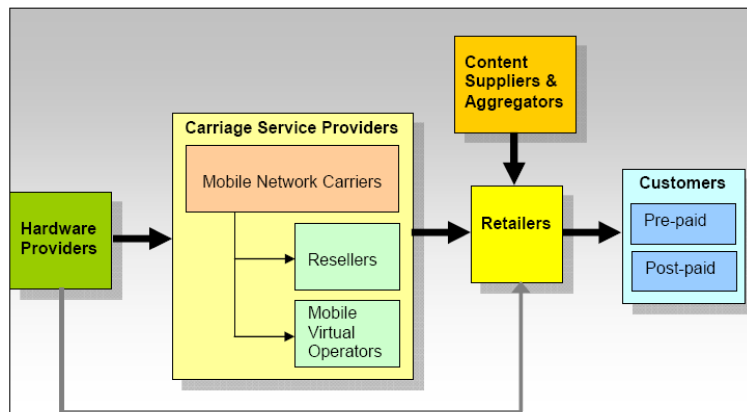 Content
Suppliers &
Aggregators
Carriage Service Providers
Mobile Network Carriers
Customers
Hardware
Providers
Retailers
Pre-paid
Resellers
Post-paid
Mobile
Virtual
Operators